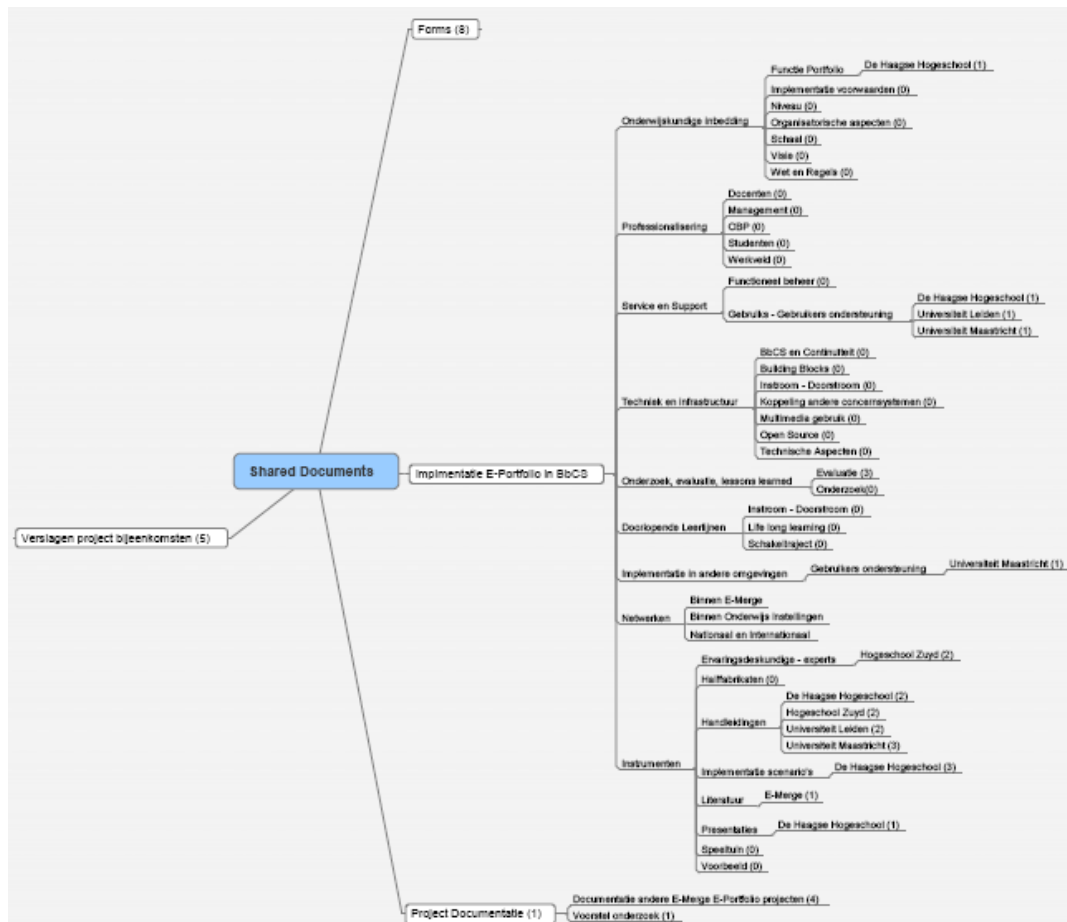 Forms (8)
Functie Portfolio
De Haagse Hogeschool (1)
Implementatie voorwaarden (0)
Niveau (0)
Onderwijskundige inbedding
Organisatorische aspecten (0)
Schaal (0)
Visie (0)
Wet en Regels (0)
Docenten (0)
Management (0)
Professionalisering
OBP (0)
Studenten (0)
Werkveld (0)
Functioneel beheer (0)
Service en Support
De Haagse Hogeschool (1)
Gebruiks - Gebruikers ondersteuning
Universiteit Leiden (1)
Universiteit Maastricht (1)
BbCS en Continuïteit (0)
Building Blocks (0)
Instroom - Doorstroom (0)
Techniek en Infrastructuur
Koppeling andere concernsystemen (0)
Multimedia gebruik (0)
Open Source (0)
Technische Aspecten (0)
Shared Documents
Implmentatie E-Portfolio in BbCS
Onderzoek, evaluatie, lessons learned
Evaluatie (3)
Onderzoek(0)
Instroom - Doorstroom (0)
Doorlopende Leerlijnen
Life long learning (0)
Schakeltraject (0)
Verslagen project bijeenkomsten (5)
Implementatie in andere omgevingen
Gebruikers ondersteuning
Universiteit Maastricht (1)
Binnen E-Merge
Netwerken
Binnen Onderwijs Instellingen
Nationaal en Internationaal
Ervaringsdeskundige - experts
Hogeschool Zuyd (2)
Halffabrikaten (0)
De Haagse Hogeschool (2)
Handleidingen
Hogeschool Zuyd (2)
Universiteit Leiden (2)
Universiteit Maastricht (3)
Instrumenten
Implementatie scenario's
De Haagse Hogeschool (3)
Literatuur
E-Merge (1)
Presentaties
De Haagse Hogeschool (1)
Speeltuin (0)
Voorbeeld (0)
Project Documentatie (1)
Documentatie andere E-Merge E-Portfolio projecten (4)
Voorstel onderzoek (1)